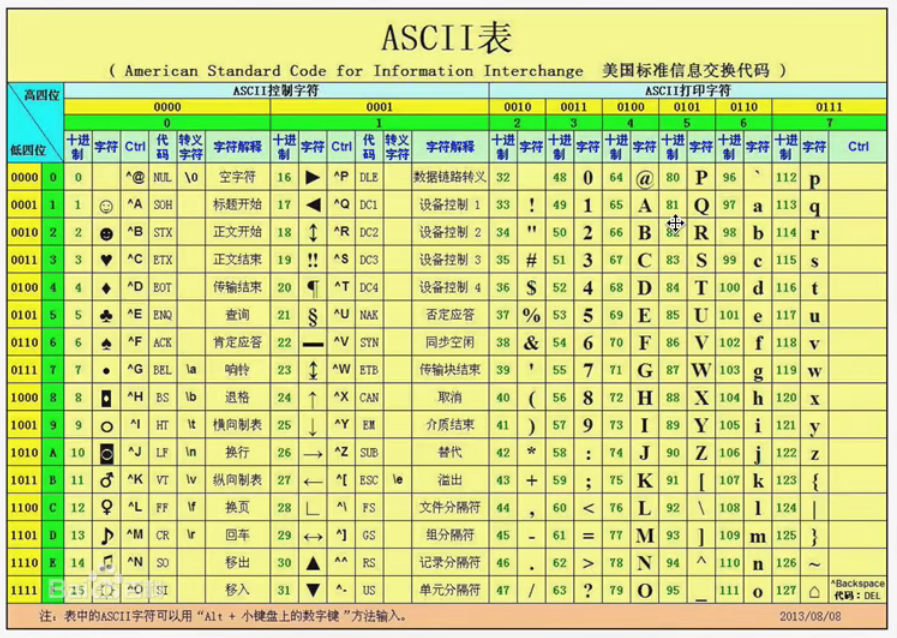 ASCII表
( American Standard Code for Information Interchange 美国标准信息交换代码 )
高四位 ASCII控制字符 ASCII打印字符
0000 0001 0010 0011 0100 0101 0110 0111
0 1 2 3 4 5 6 7
低四位 十进制 字符 Ctrl 代码 转义字符 字符解释 十进制 字符 Ctrl 代码 转义字符 字符解释 十进制 字符 十进制 字符 十进制 字符 十进制 字符 十进制 字符 十进制 字符 Ctrl
0000 0 0 ^@ NUL \0 空字符 16 ► ^P DLE 数据链路转义 32 48 0 64 @ 80 P 96 ` 112 p
0001 1 1 ☺ ^A SOH 标题开始 17 ◄ ^Q DC1 设备控制 1 33 ! 49 1 65 A 81 Q 97 a 113 q
0010 2 2 ☻ ^B STX 正文开始 18 ↕ ^R DC2 设备控制 2 34 " 50 2 66 B 82 R 98 b 114 r
0011 3 3 ♥ ^C ETX 正文结束 19 ‼ ^S DC3 设备控制 3 35 # 51 3 67 C 83 S 99 c 115 s
0100 4 4 ♦ ^D EOT 传输结束 20 ¶ ^T DC4 设备控制 4 36 $ 52 4 68 D 84 T 100 d 116 t
0101 5 5 ♣ ^E ENQ 查询 21 § ^U NAK 否定应答 37 % 53 5 69 E 85 U 101 e 117 u
0110 6 6 ♠ ^F ACK 肯定应答 22 ▬ ^V SYN 同步空闲 38 & 54 6 70 F 86 V 102 f 118 v
0111 7 7 • ^G BEL \a 响铃 23 ↨ ^W ETB 传输块结束 39 ' 55 7 71 G 87 W 103 g 119 w
1000 8 8 ◘ ^H BS \b 退格 24 ↑ ^X CAN 取消 40 ( 56 8 72 H 88 X 104 h 120 x
1001 9 9 ○ ^I HT \t 横向制表 25 ↓ ^Y EM 介质结束 41 ) 57 9 73 I 89 Y 105 i 121 y
1010 A 10 ◙ ^J LF \n 换行 26 → ^Z SUB 替代 42 * 58 : 74 J 90 Z 106 j 122 z
1011 B 11 ♂ ^K VT \v 纵向制表 27 ← ^[ ESC \e 溢出 43 + 59 ; 75 K 91 [ 107 k 123 {
1100 C 12 ♀ ^L FF \f 换页 28 ∟ ^\ FS 文件分隔符 44 , 60 < 76 L 92 \ 108 l 124 |
1101 D 13 ♪ ^M CR \r 回车 29 ↔ ^] GS 组分隔符 45 - 61 = 77 M 93 ] 109 m 125 }
1110 E 14 ♫ ^N SO 移出 30 ▲ ^^ RS 记录分隔符 46 . 62 > 78 N 94 ^ 110 n 126 ~
1111 F 15 ☼ ^O 移入 31 ▼ ^- US 单元分隔符 47 / 63 ? 79 O 95 _ 111 o 127 ⌂ ^Backspace 代码: DEL
注：表中的ASCII字符可以用“Alt + 小键盘上的数字键”方法输入。 2013/08/08